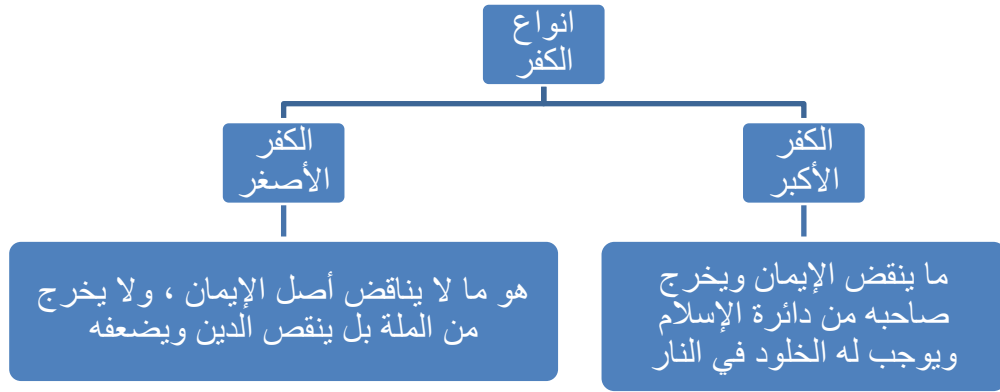 انواع
الكفر
الكفر
الأكبر
الكفر
الأصغر
ما ينقض الإيمان ويخرج
صاحبه من دائرة الإسلام
ويوجب له الخلود في النار
هو ما لا يناقض أصل الإيمان ، ولا يخرج
من الملة بل ينقص الدين ويضعفه